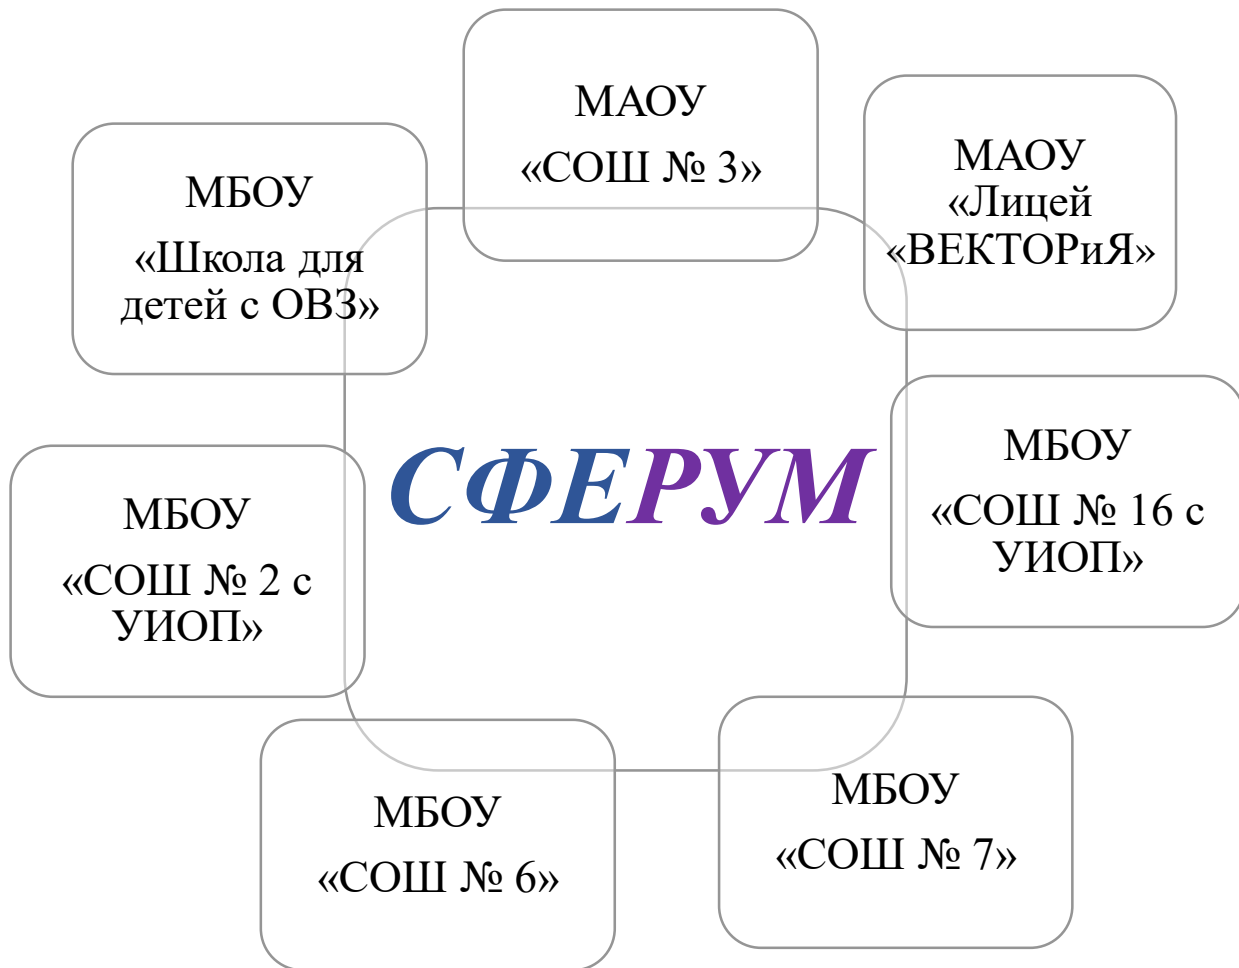 МАОУ
«СОШ № 3»
МАОУ
«Лицей
«ВЕКТОРиЯ»
МБОУ
«СОШ № 16 с
УИОП»
МБОУ
«СОШ № 7»
МБОУ
«СОШ № 6»
МБОУ
«СОШ № 2 с
УИОП»
МБОУ
«Школа для
детей с ОВЗ»
СФЕРУМ